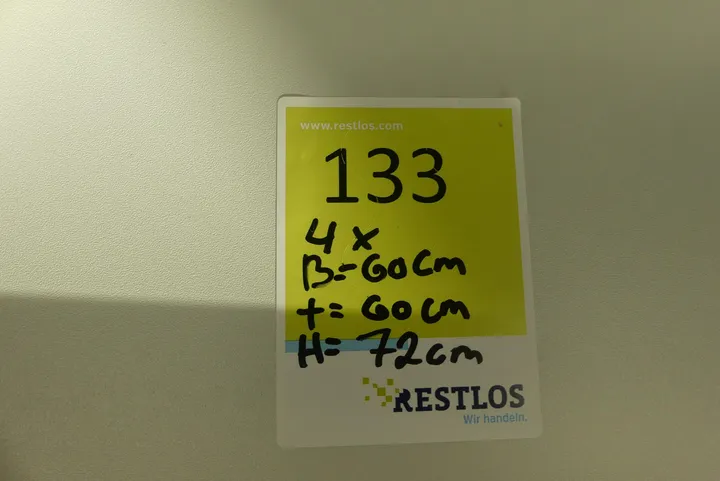 www.restlos.com
133
4 x
B=60cm
t=60cm
H=72cm
RESTLOS
Wir handeln.